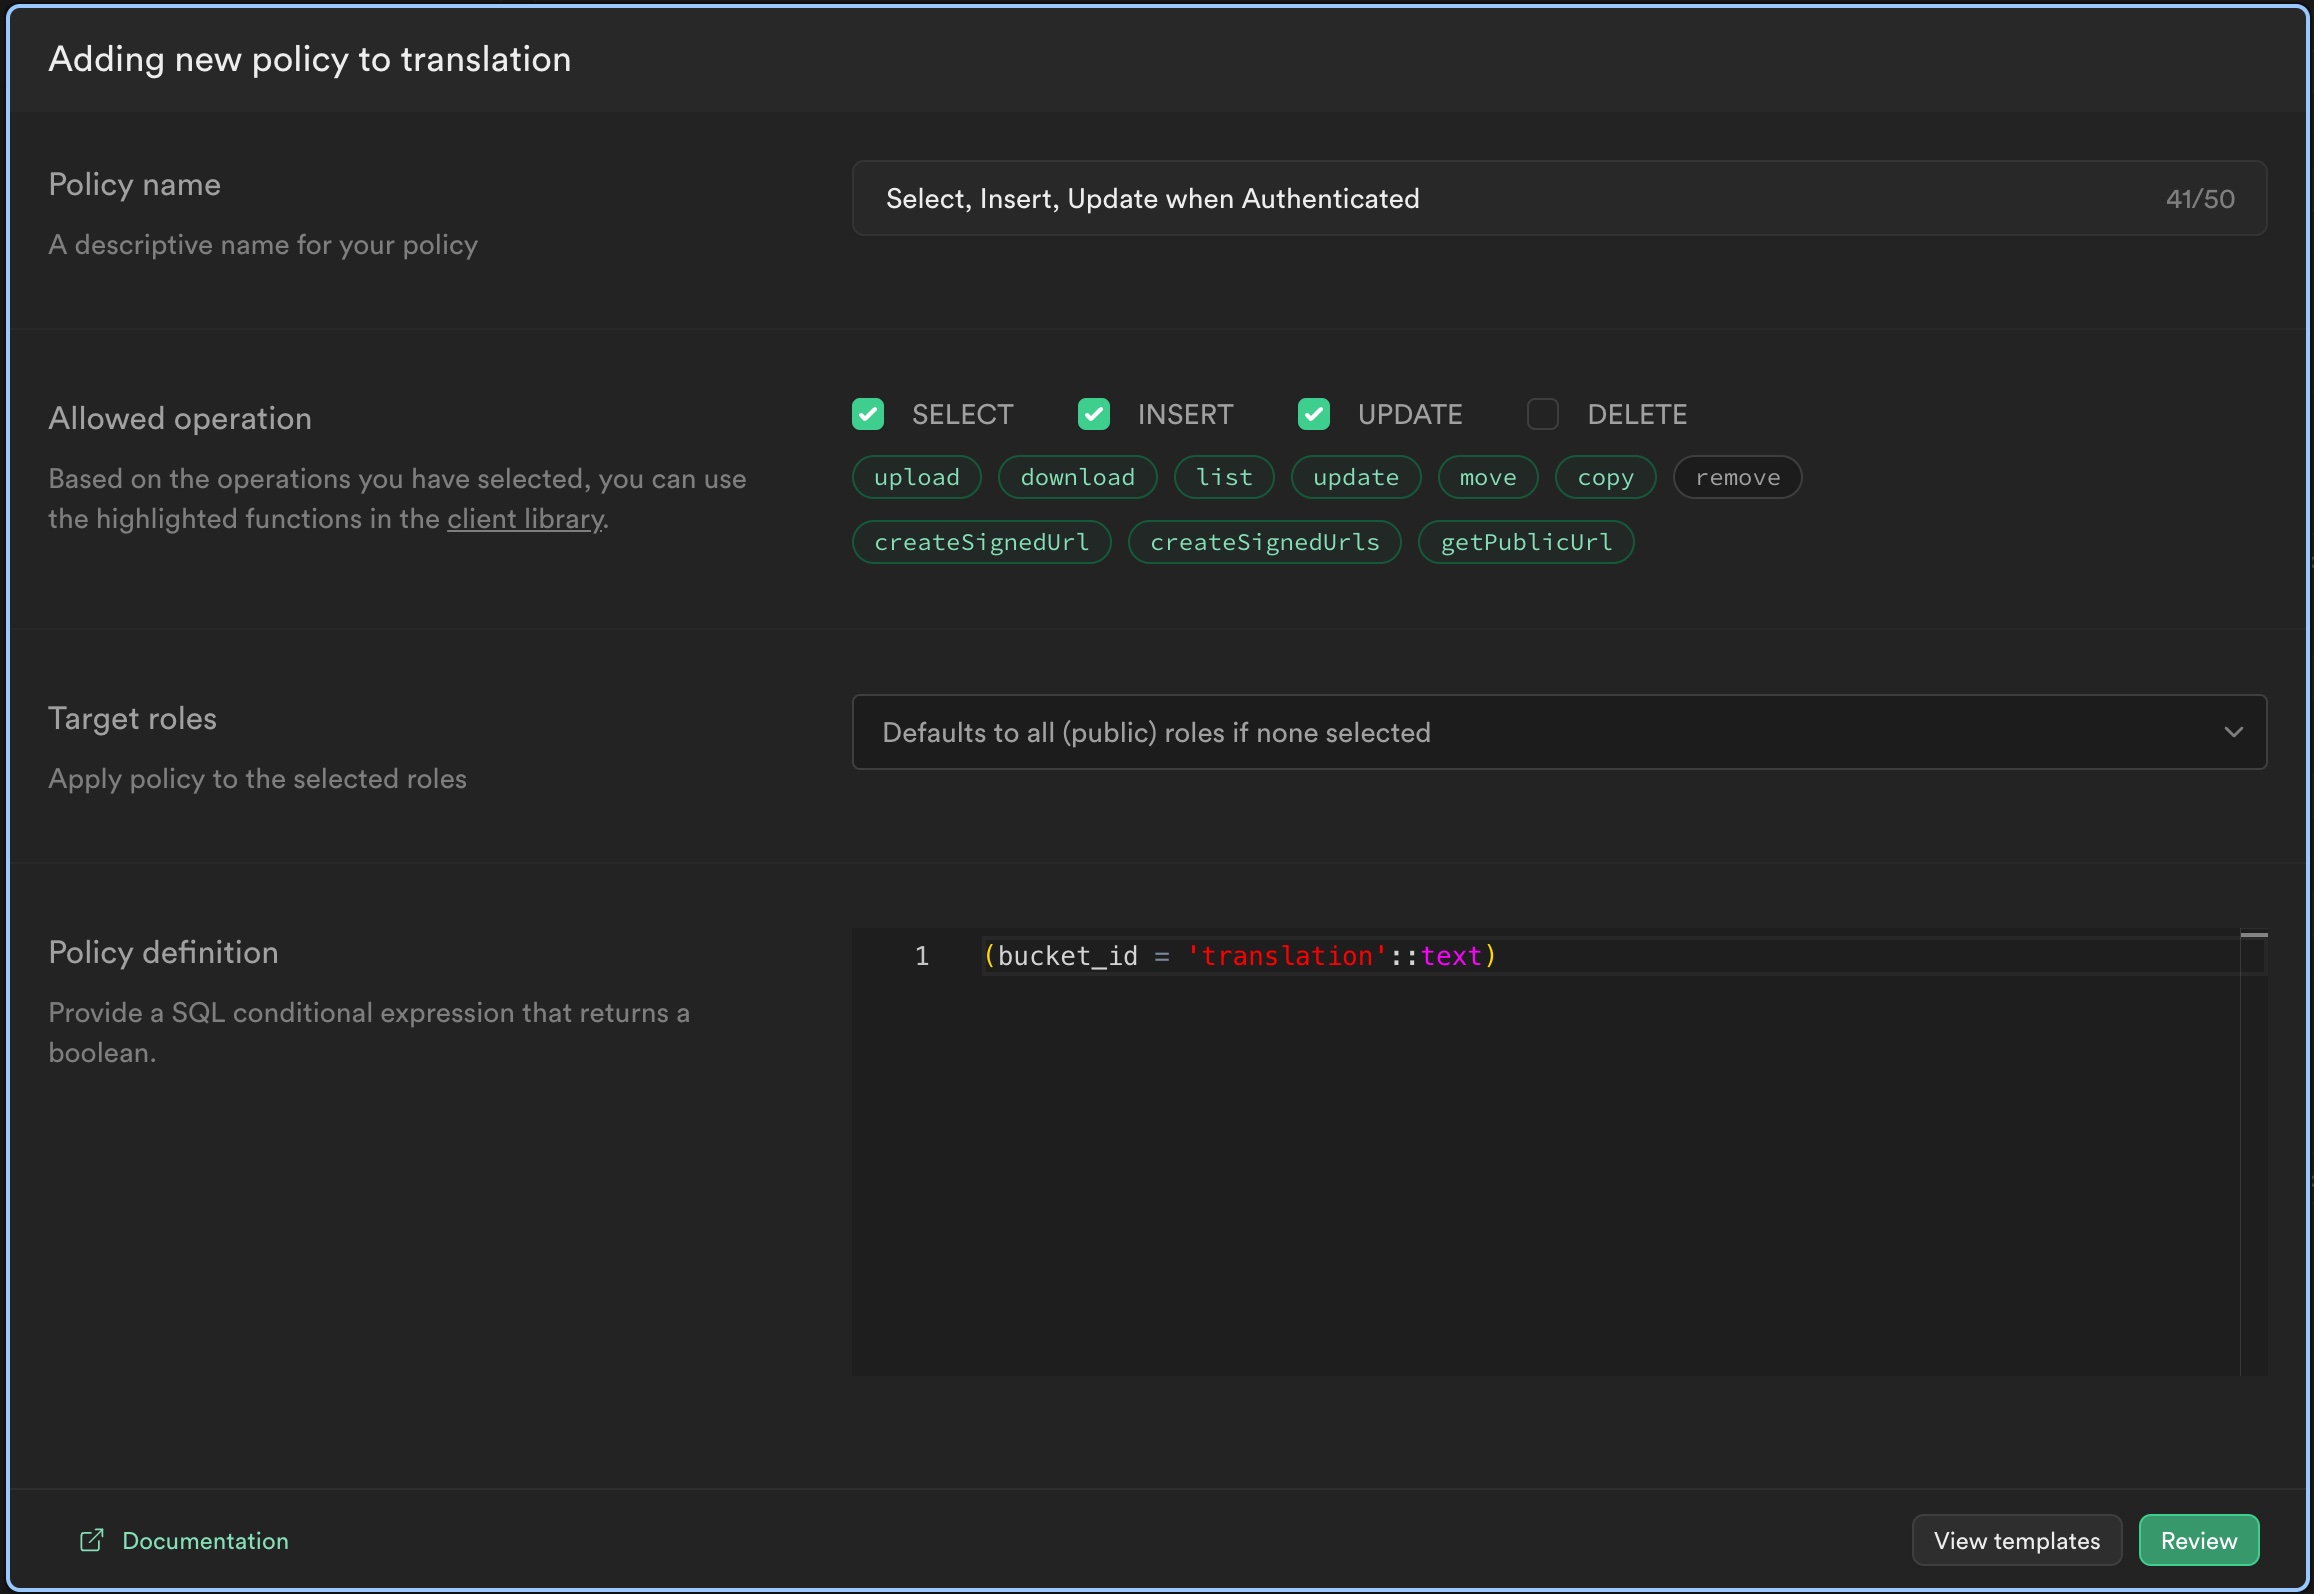 Adding new policy to translation
Policy name
A descriptive name for your policy
Select, Insert, Update when Authenticated
41/50
Allowed operation
Based on the operations you have selected, you can use
the highlighted functions in the client library.
SELECT INSERT UPDATE DELETE
upload download list update move copy remove
createSignedUrl createSignedUrls getPublicUrl
Target roles
Apply policy to the selected roles
Defaults to all (public) roles if none selected
Policy definition
Provide a SQL conditional expression that returns a
boolean.
1 (bucket_id = 'translation'::text)
Documentation
View templates
Review